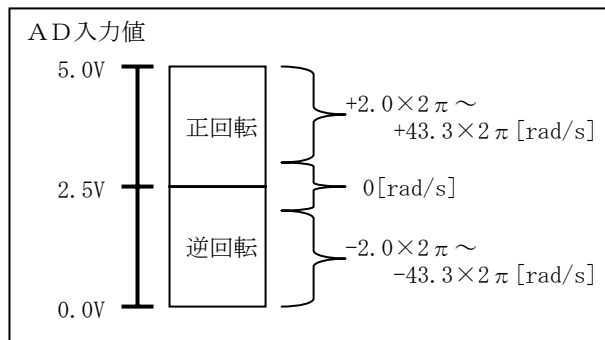 ＡＤ入力値
5.0V
正回転
+2.0×2π～
+43.3×2π[rad/s]
2.5V
0[rad/s]
逆回転
-2.0×2π～
-43.3×2π[rad/s]
0.0V